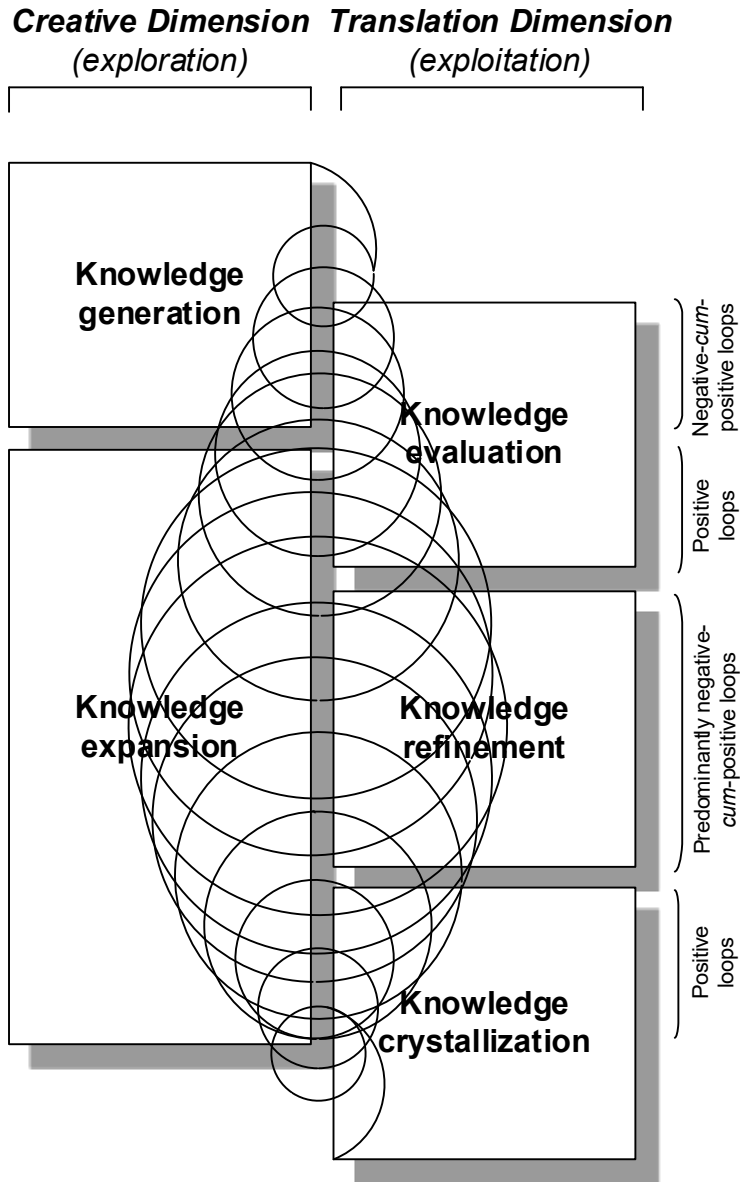 Creative Dimension
(exploration)
Translation Dimension
(exploitation)
Knowledge
generation
Knowledge
evaluation
Knowledge
expansion
Knowledge
refinement
Knowledge
crystallization
Negative-cum-
positive loops
Positive
loops
Predominantly negative-
cum-positive loops
Positive
loops